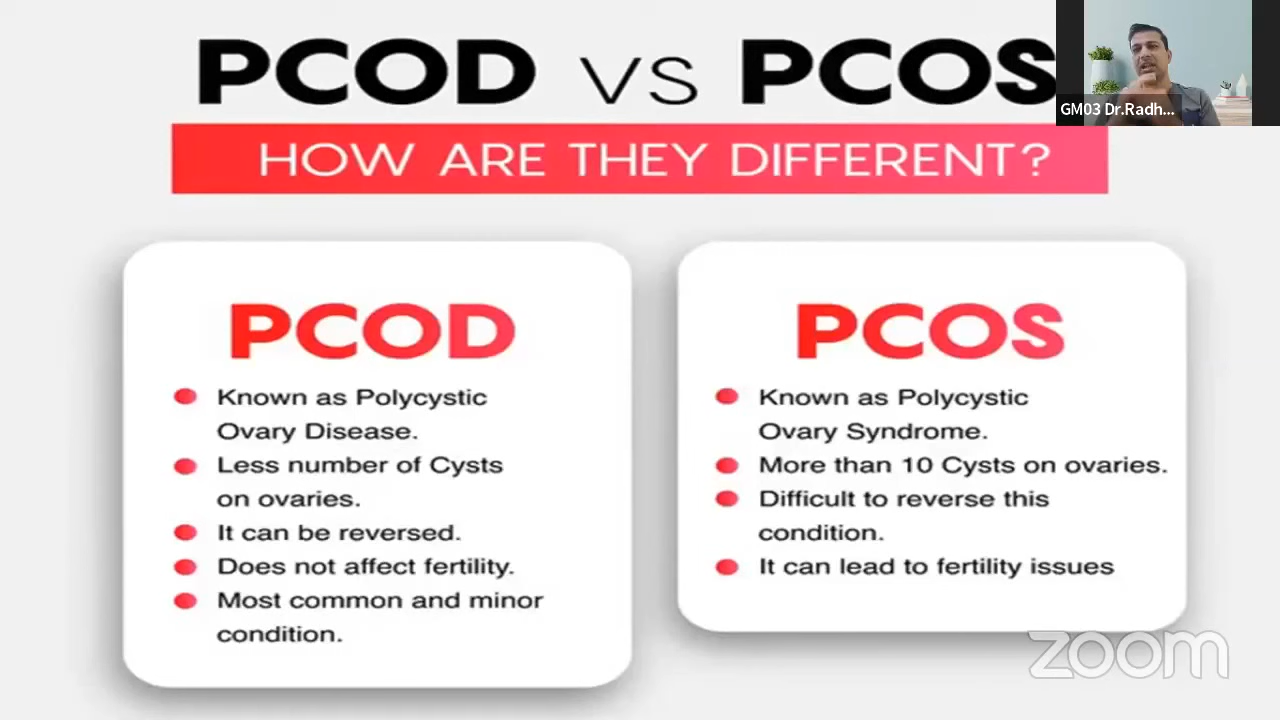 PCOD VS PCOS
GM03 Dr.Radh...
HOW ARE THEY DIFFERENT?
PCOD
Known as Polycystic
Ovary Disease.
Less number of Cysts
on ovaries.
It can be reversed.
Does not affect fertility.
Most common and minor
condition.
PCOS
Known as Polycystic
Ovary Syndrome.
More than 10 Cysts on ovaries.
Difficult to reverse this
condition.
It can lead to fertility issues
zoom